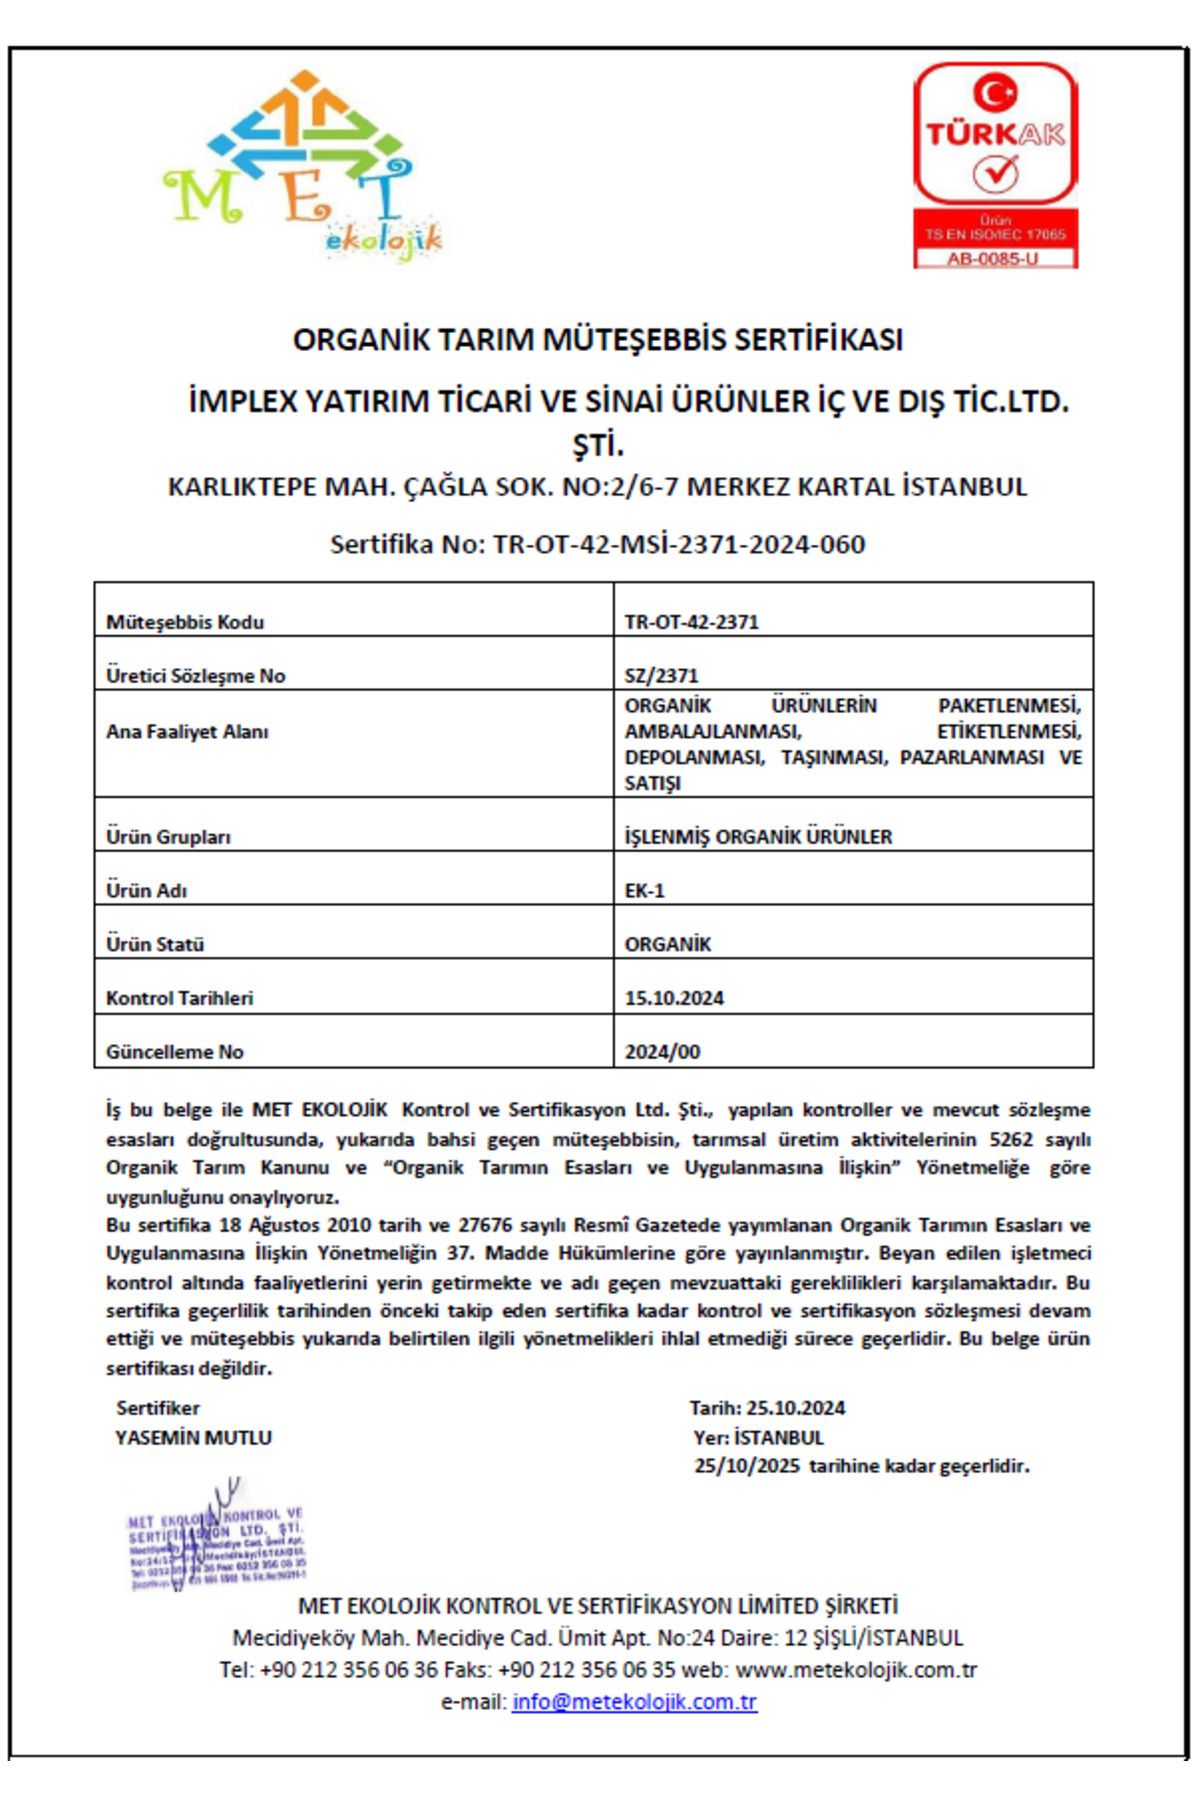 MET
ekolojik
TÜRKAK
Ürün
TS EN ISO/IEC 17065
AB-0085-U
ORGANİK TARIM MÜTEŞEBBİS SERTİFİKASI
İMPLEX YATIRIM TİCARİ VE SİNAİ ÜRÜNLER İÇ VE DIŞ TİC.LTD.
ŞTİ.
KARLIKTEPE MAH. ÇAĞLA SOK. NO:2/6-7 MERKEZ KARTAL İSTANBUL
Sertifika No: TR-OT-42-MSİ-2371-2024-060
Müteşebbis Kodu TR-OT-42-2371
Üretici Sözleşme No SZ/2371
Ana Faaliyet Alanı
ORGANİK ÜRÜNLERİN PAKETLENMESİ,
AMBALAJLANMASI, ETİKETLENMESİ,
DEPOLANMASI, TAŞINMASI, PAZARLANMASI VE
SATIŞI
Ürün Grupları İŞLENMİŞ ORGANİK ÜRÜNLER
Ürün Adı EK-1
Ürün Statü ORGANİK
Kontrol Tarihleri 15.10.2024
Güncelleme No 2024/00
İş bu belge ile MET EKOLOJİK Kontrol ve Sertifikasyon Ltd. Şti., yapılan kontroller ve mevcut sözleşme
esasları doğrultusunda, yukarıda bahsi geçen müteşebbisin, tarımsal üretim aktivitelerinin 5262 sayılı
Organik Tarım Kanunu ve “Organik Tarımın Esasları ve Uygulanmasına İlişkin” Yönetmeliğe göre
uygunluğunu onaylıyoruz.
Bu sertifika 18 Ağustos 2010 tarih ve 27676 sayılı Resmî Gazetede yayımlanan Organik Tarımın Esasları ve
Uygulanmasına İlişkin Yönetmeliğin 37. Madde Hükümlerine göre yayınlanmıştır. Beyan edilen işletmeci
kontrol altında faaliyetlerini yerin getirmekte ve adı geçen mevzuattaki gereklilikleri karşılamaktadır. Bu
sertifika geçerlilik tarihinden önceki takip eden sertifika kadar kontrol ve sertifikasyon sözleşmesi devam
ettiği ve müteşebbis yukarıda belirtilen ilgili yönetmelikleri ihlal etmediği sürece geçerlidir. Bu belge ürün
sertifikası değildir.
Sertifiker Tarih: 25.10.2024
YASEMİN MUTLU Yer: İSTANBUL
25/10/2025 tarihine kadar geçerlidir.
MET EKOLOJİK KONTROL VE
SERTİFİKASYON LTD. ŞTİ.
MET EKOLOJİK KONTROL VE SERTİFİKASYON LİMİTED ŞİRKETİ
Mecidiyeköy Mah. Mecidiye Cad. Ümit Apt. No:24 Daire: 12 ŞİŞLİ/İSTANBUL
Tel: +90 212 356 06 36 Faks: +90 212 356 06 35 web: www.metekolojik.com.tr
e-mail: info@metekolojik.com.tr